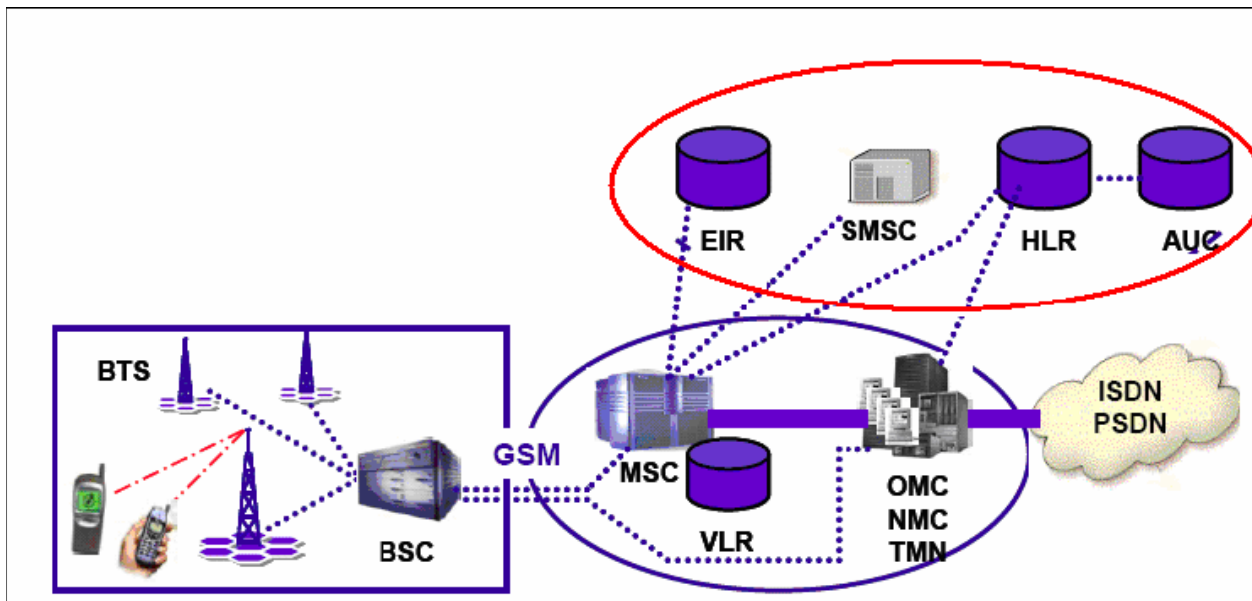 EIR
SMSC
HLR
AUC
BTS
GSM
BSC
MSC
VLR
OMC
NMC
TMN
ISDN
PSDN